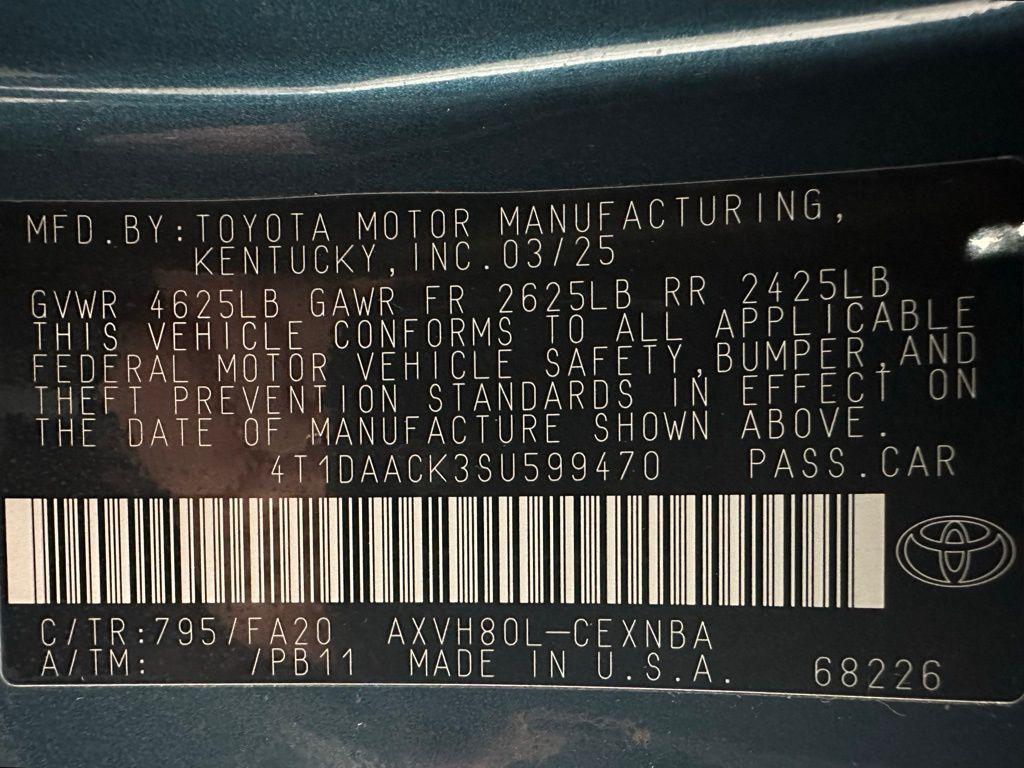 MFD.BY:TOYOTA MOTOR MANUFACTURING,
KENTUCKY,INC.03/25
GVWR 4625LB GAWR FR 2625LB RR 2425LB
THIS VEHICLE CONFORMS TO ALL APPLICABLE
FEDERAL MOTOR VEHICLE SAFETY,BUMPER,AND
THEFT PREVENTION STANDARDS IN EFFECT ON
THE DATE OF MANUFACTURE SHOWN ABOVE.
4T1DAACK3SU599470 PASS.CAR
C/TR:795/FA20 AXVH80L-CEXNBA
A/TM: /PB11 MADE IN U.S.A. 68226